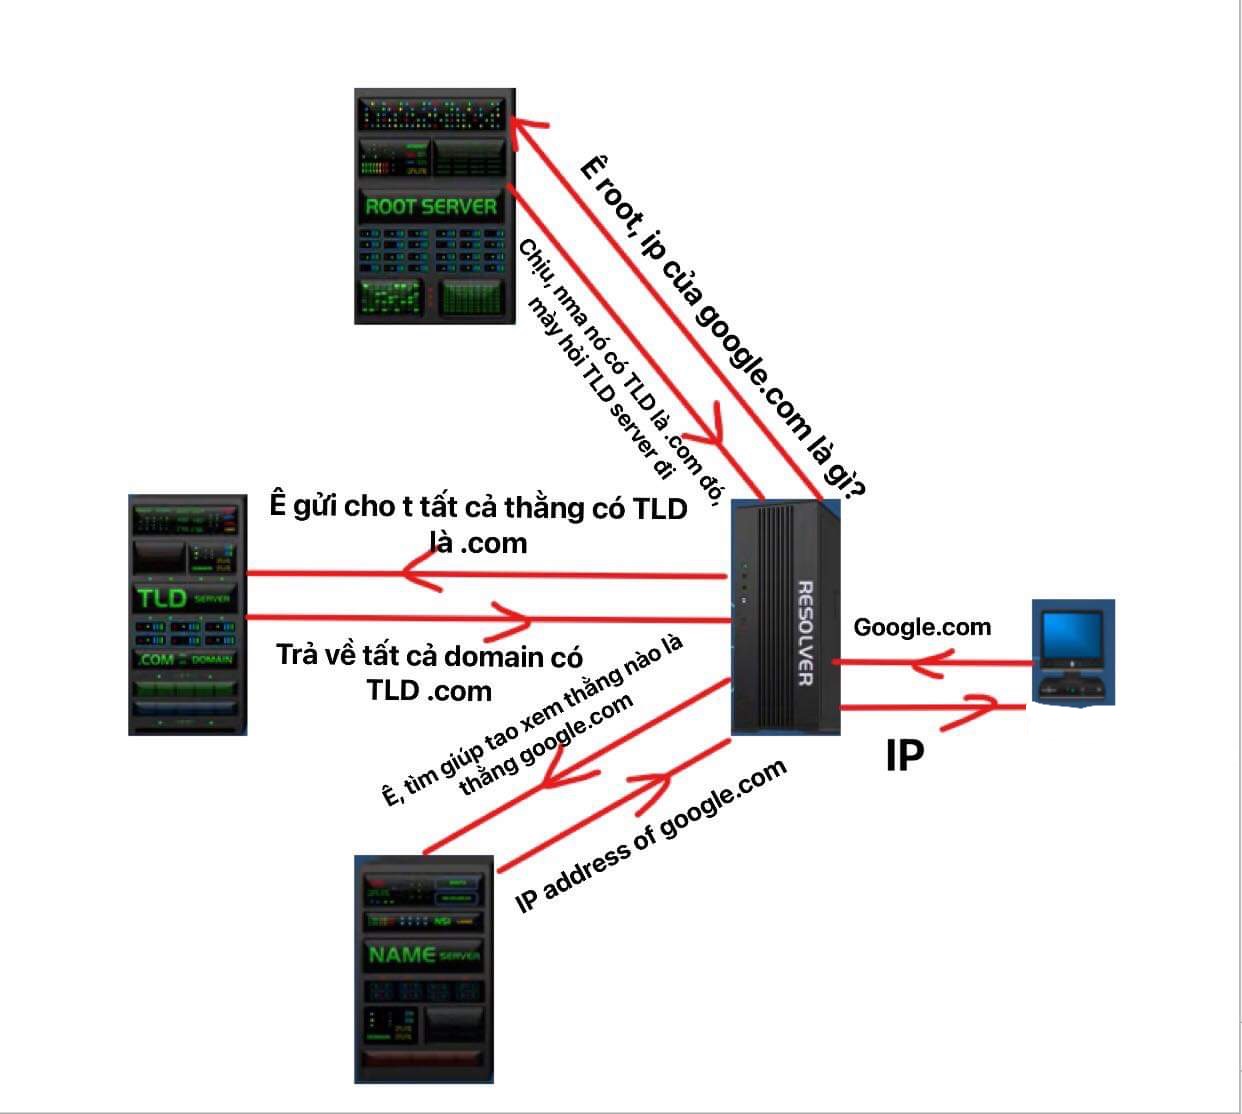 ROOT SERVER
Ê root, ip của google.com là gì?
Chịu, nma nó có TLD là .com đó,
mày hỏi TLD server đi
Ê gửi cho t tất cả thằng có TLD
là .com
TLD SERVER
.COM DOMAIN
Trả về tất cả domain có
TLD .com
RESOLVER
Google.com
IP
Ê, tìm giúp tao xem thằng nào là
thằng google.com
IP address of google.com
NAME SERVER